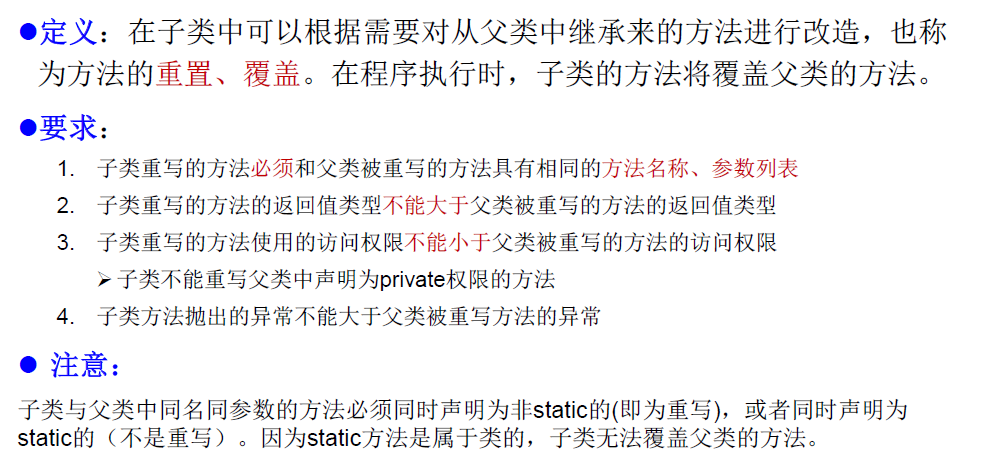 ●定义：在子类中可以根据需要对从父类中继承来的方法进行改造，也称
为方法的重置、覆盖。在程序执行时，子类的方法将覆盖父类的方法。
●要求：
1. 子类重写的方法必须和父类被重写的方法具有相同的方法名称、参数列表
2. 子类重写的方法的返回值类型不能大于父类被重写的方法的返回值类型
3. 子类重写的方法使用的访问权限不能小于父类被重写的方法的访问权限
➢子类不能重写父类中声明为private权限的方法
4. 子类方法抛出的异常不能大于父类被重写方法的异常
● 注意：
子类与父类中同名同参数的方法必须同时声明为非static的(即为重写)，或者同时声明为
static的（不是重写）。因为static方法是属于类的，子类无法覆盖父类的方法。